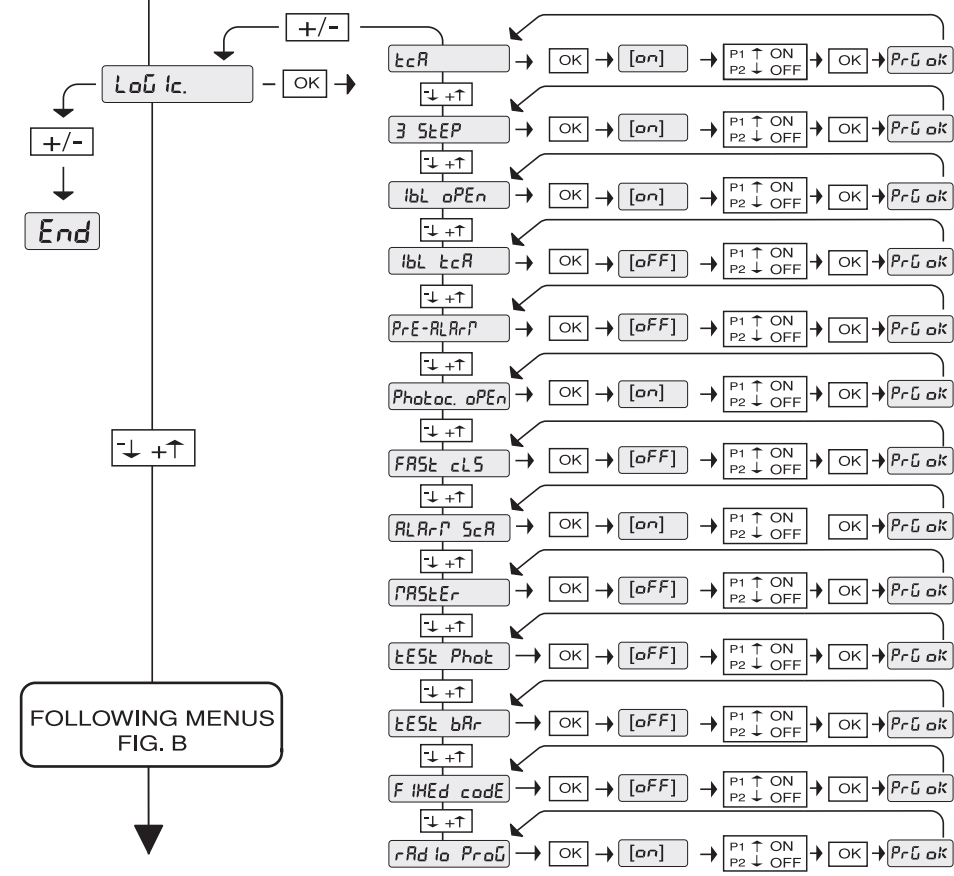 +/-
LoGIc.
OK
+/-
End
tcA
OK
[on]
P1 ↑ ON
P2 ↓ OFF
OK
PrG oK
-↓ +↑
3 StEP
OK
[on]
P1 ↑ ON
P2 ↓ OFF
OK
PrG oK
-↓ +↑
IbL oPEn
OK
[on]
P1 ↑ ON
P2 ↓ OFF
OK
PrG oK
-↓ +↑
IbL tcA
OK
[oFF]
P1 ↑ ON
P2 ↓ OFF
OK
PrG oK
-↓ +↑
PrE-ALArM
OK
[oFF]
P1 ↑ ON
P2 ↓ OFF
OK
PrG oK
-↓ +↑
Photoc. oPEn
OK
[on]
P1 ↑ ON
P2 ↓ OFF
OK
PrG oK
-↓ +↑
FASt cLS
OK
[oFF]
P1 ↑ ON
P2 ↓ OFF
OK
PrG oK
-↓ +↑
ALArM ScA
OK
[on]
P1 ↑ ON
P2 ↓ OFF
OK
PrG oK
-↓ +↑
MAStEr
OK
[oFF]
P1 ↑ ON
P2 ↓ OFF
OK
PrG oK
-↓ +↑
tESt Phot
OK
[oFF]
P1 ↑ ON
P2 ↓ OFF
OK
PrG oK
-↓ +↑
tESt bAr
OK
[oFF]
P1 ↑ ON
P2 ↓ OFF
OK
PrG oK
-↓ +↑
FIHEd codE
OK
[oFF]
P1 ↑ ON
P2 ↓ OFF
OK
PrG oK
-↓ +↑
rAdIo ProG
OK
[on]
P1 ↑ ON
P2 ↓ OFF
OK
PrG oK
-↓ +↑
FOLLOWING MENUS
FIG. B